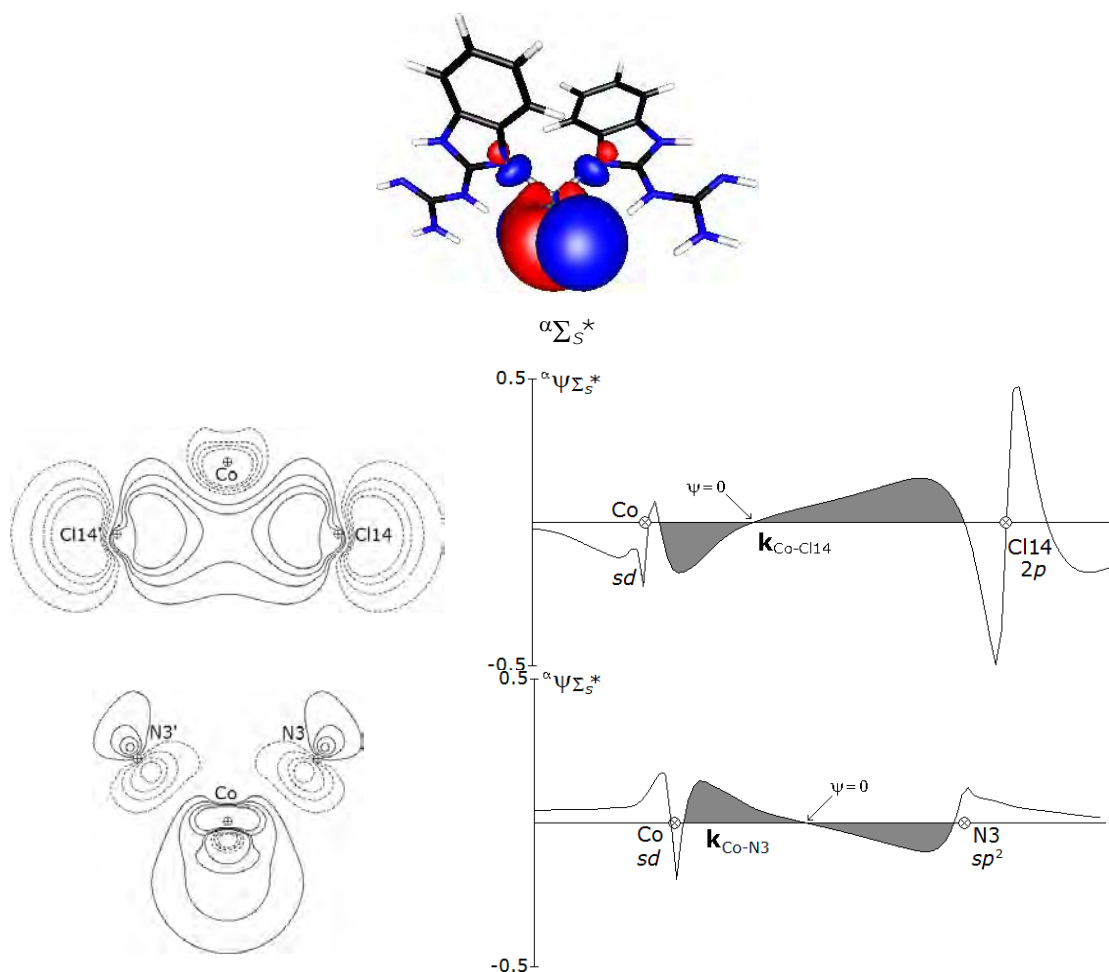 αΣS*
0.5
αΨΣS*
Co
Cl14'
Cl14
Co
sd
ψ=0
kCo-Cl14
Cl14
2p
-0.5
0.5
αΨΣS*
N3'
N3
Co
Co
sd
kCo-N3
ψ=0
N3
sp²
-0.5